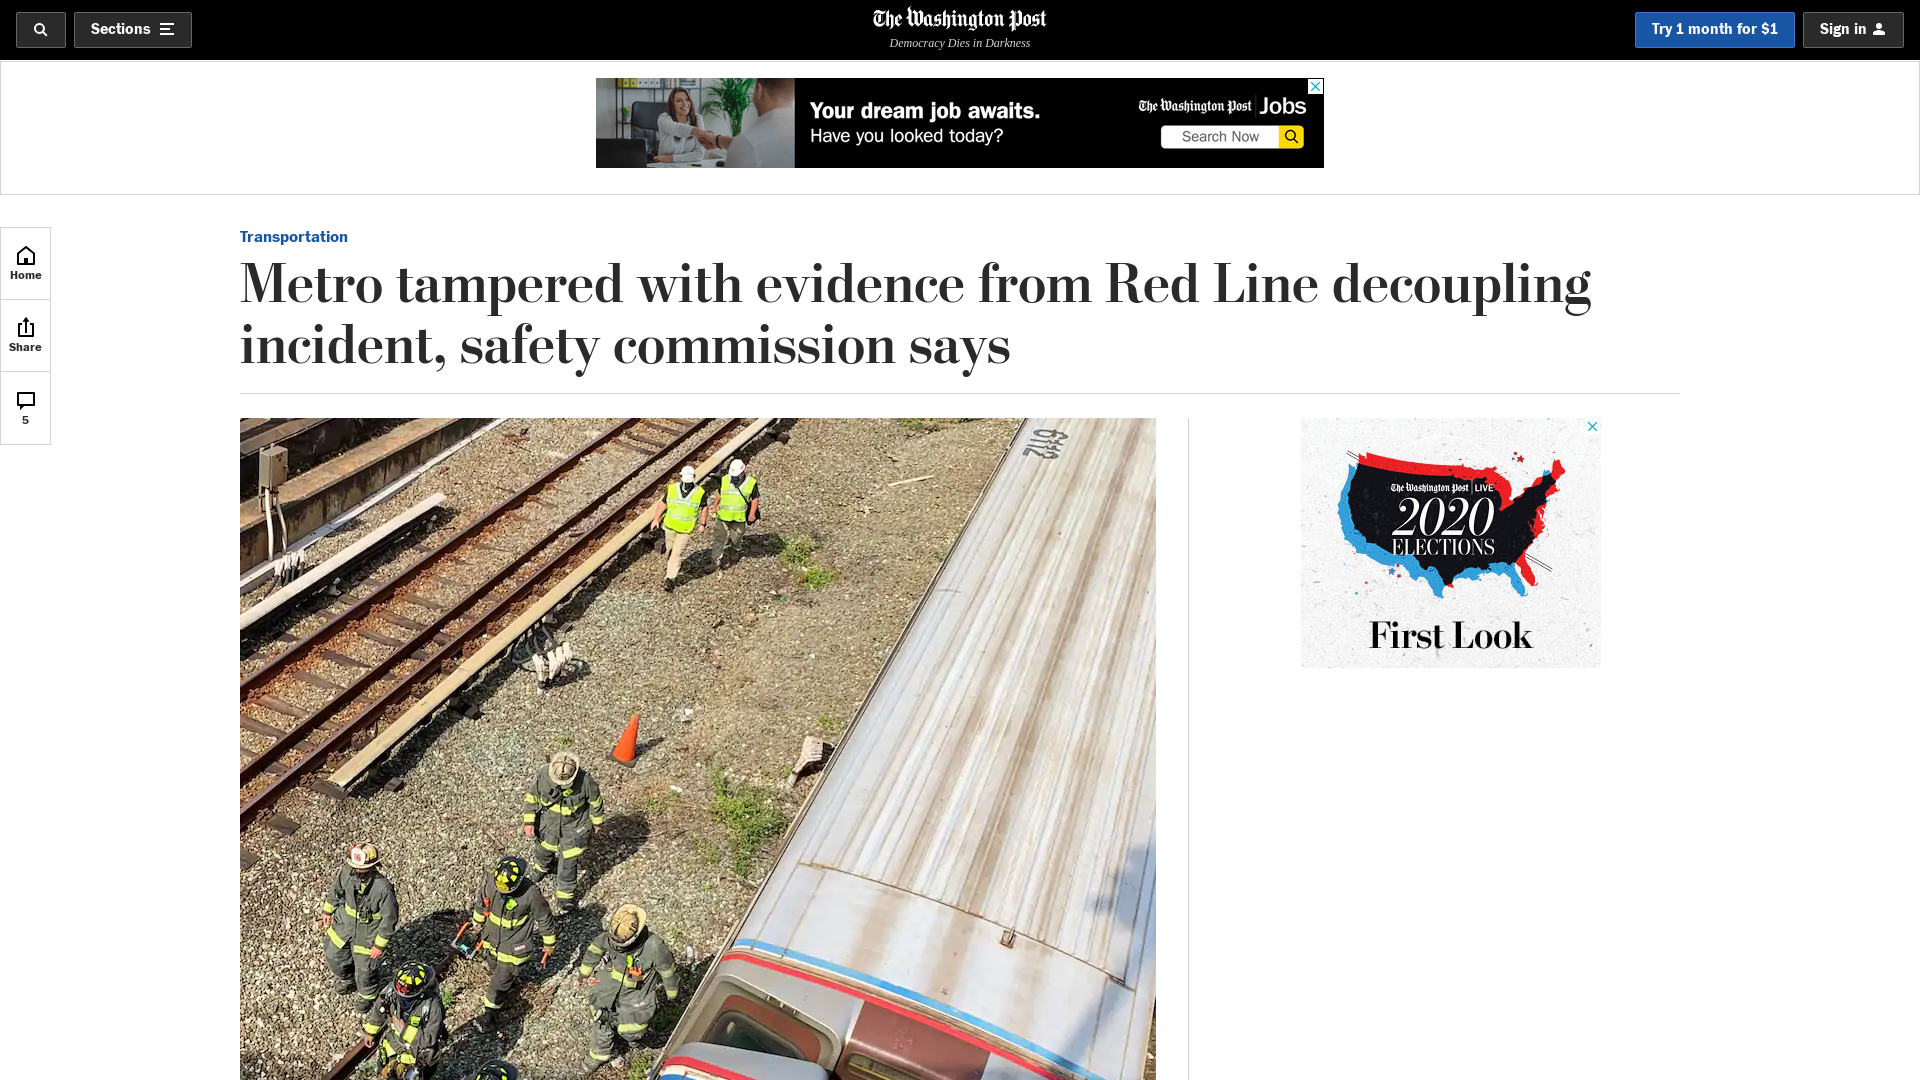 Sections
The Washington Post
Democracy Dies in Darkness
Try 1 month for $1
Sign in
Your dream job awaits.
Have you looked today?
The Washington Post Jobs
Search Now
Home
Share
5
Transportation
Metro tampered with evidence from Red Line decoupling
incident, safety commission says
6112
16
The Washington Post LIVE
2020
ELECTIONS
First Look